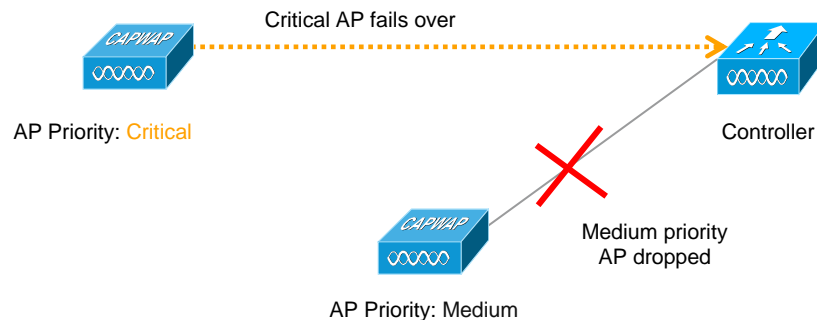 Critical AP fails over
CAPWAP
AP Priority: Critical
Controller
CAPWAP
Medium priority
AP dropped
AP Priority: Medium